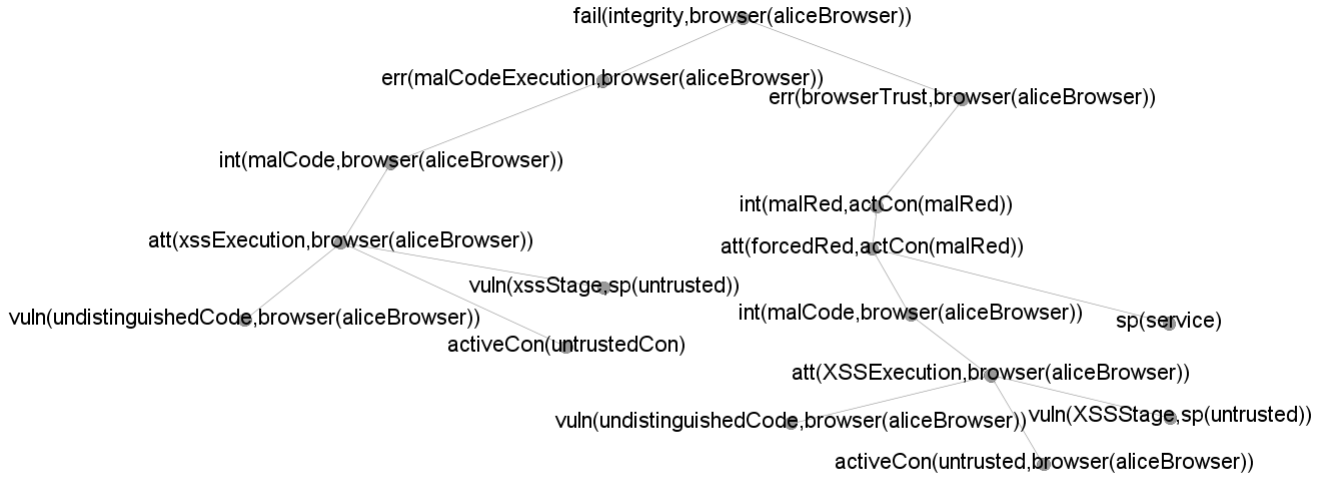 fail(integrity,browser(aliceBrowser))
err(malCodeExecution,browser(aliceBrowser))
err(browserTrust,browser(aliceBrowser))
int(malCode,browser(aliceBrowser))
int(malRed,actCon(malRed))
att(xssExecution,browser(aliceBrowser))
att(forcedRed,actCon(malRed))
vuln(xssStage,sp(untrusted))
vuln(undistinguishedCode,browser(aliceBrowser))
int(malCode,browser(aliceBrowser))
sp(service)
activeCon(untrustedCon)
att(XSSExecution,browser(aliceBrowser))
vuln(undistinguishedCode,browser(aliceBrowser))
vuln(XSSStage,sp(untrusted))
activeCon(untrusted,browser(aliceBrowser))